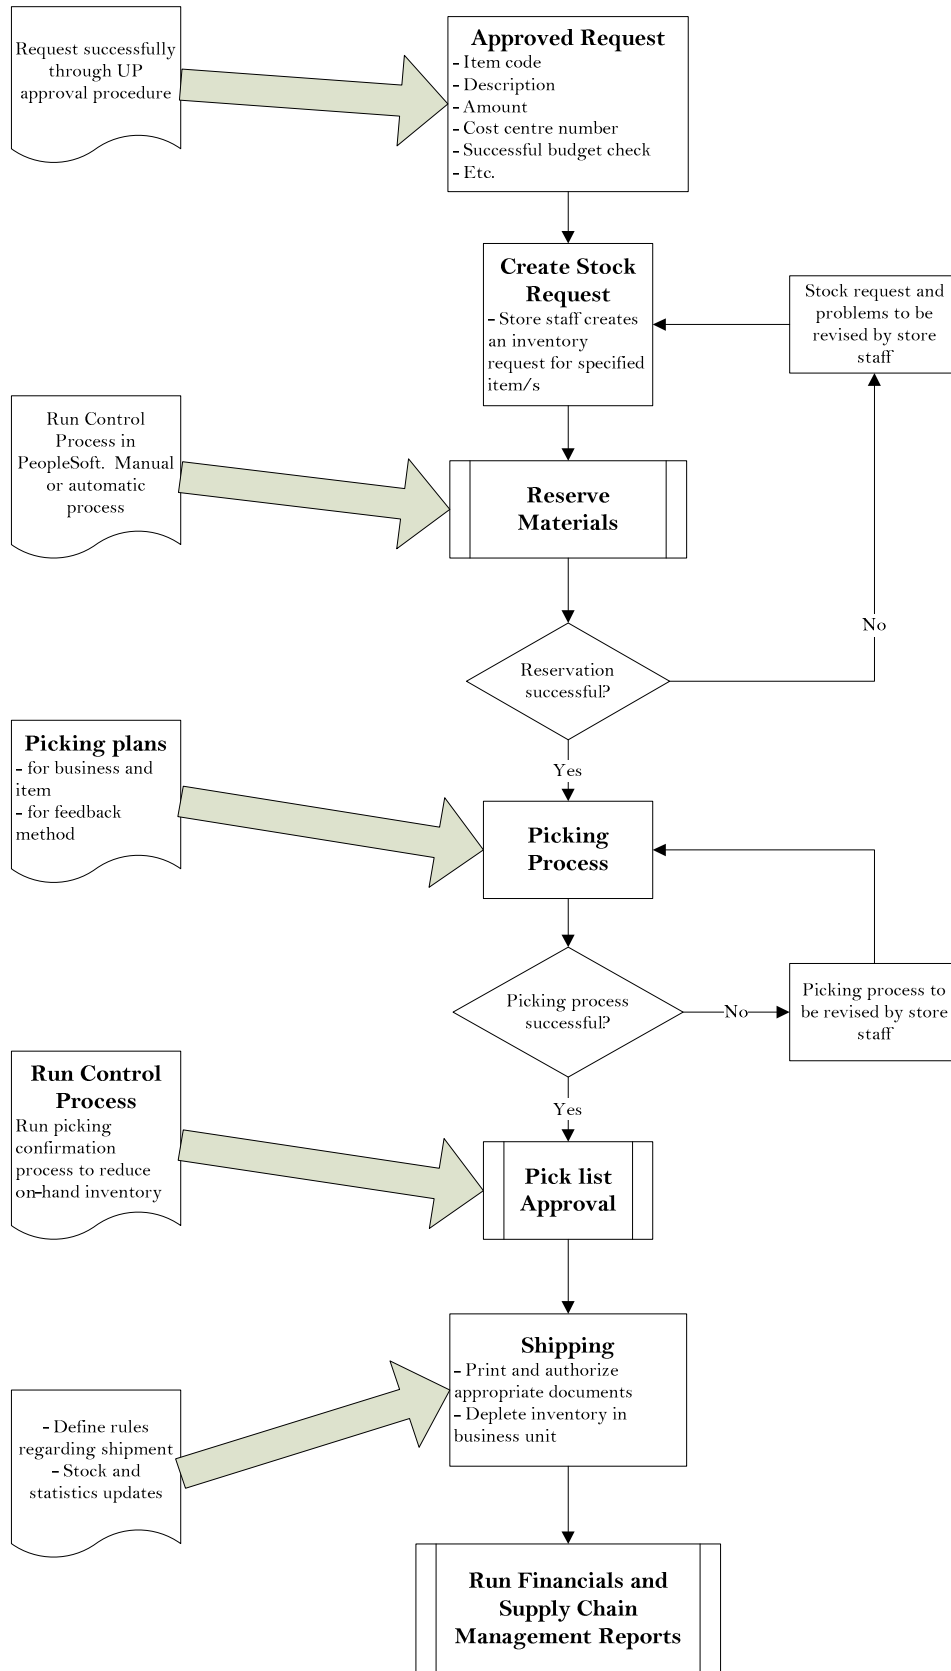 Request successfully
through UP
approval procedure
Approved Request
- Item code
- Description
- Amount
- Cost centre number
- Successful budget check
- Etc.
Create Stock
Request
- Store staff creates
an inventory
request for specified
item/s
Stock request and
problems to be
revised by store
staff
Run Control
Process in
PeopleSoft. Manual
or automatic
process
Reserve
Materials
No
Reservation
successful?
Yes
Picking plans
- for business and
item
- for feedback
method
Picking
Process
Picking process
successful?
No
Picking process to
be revised by store
staff
Yes
Run Control
Process
Run picking
confirmation
process to reduce
on-hand inventory
Pick list
Approval
Shipping
- Print and authorize
appropriate documents
- Deplete inventory in
business unit
- Define rules
regarding shipment
- Stock and
statistics updates
Run Financials and
Supply Chain
Management Reports